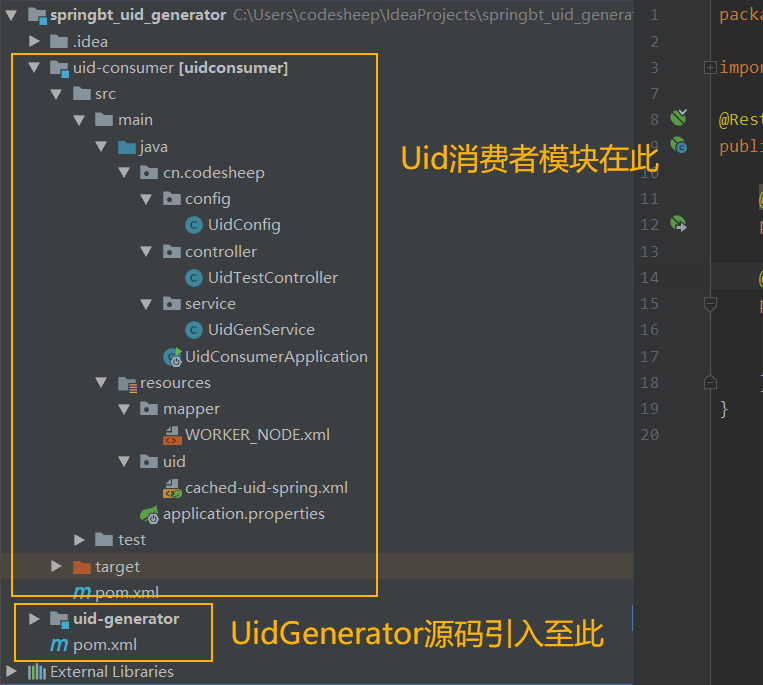 springbt_uid_generator C:\Users\codesheep\IdeaProjects\springbt_uid_genera
.idea
uid-consumer [uidconsumer]
src
main
java
cn.codesheep
config
UidConfig
controller
UidTestController
service
UidGenService
UidConsumerApplication
resources
mapper
WORKER_NODE.xml
uid
cached-uid-spring.xml
application.properties
test
target
pom.xml
uid-generator
pom.xml
External Libraries
Uid消费者模块在此
UidGenerator源码引入至此
1 packa
2
3 impor
7
8 @Rest
9 publi
10
11
12
13
14
15
16
17
18
19 }
20